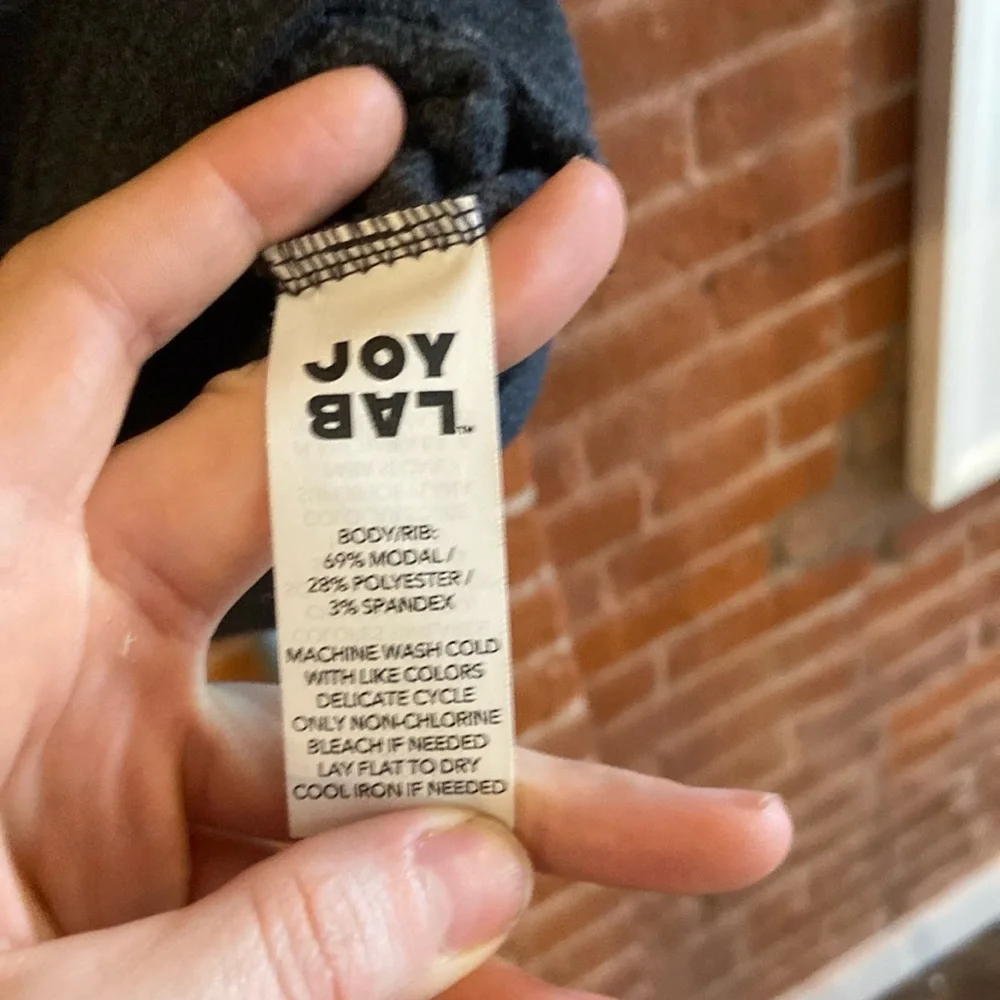 JOY
LAB™
BODY/RIB:
69% MODAL /
28% POLYESTER /
3% SPANDEX
MACHINE WASH COLD
WITH LIKE COLORS
DELICATE CYCLE
ONLY NON-CHLORINE
BLEACH IF NEEDED
LAY FLAT TO DRY
COOL IRON IF NEEDED